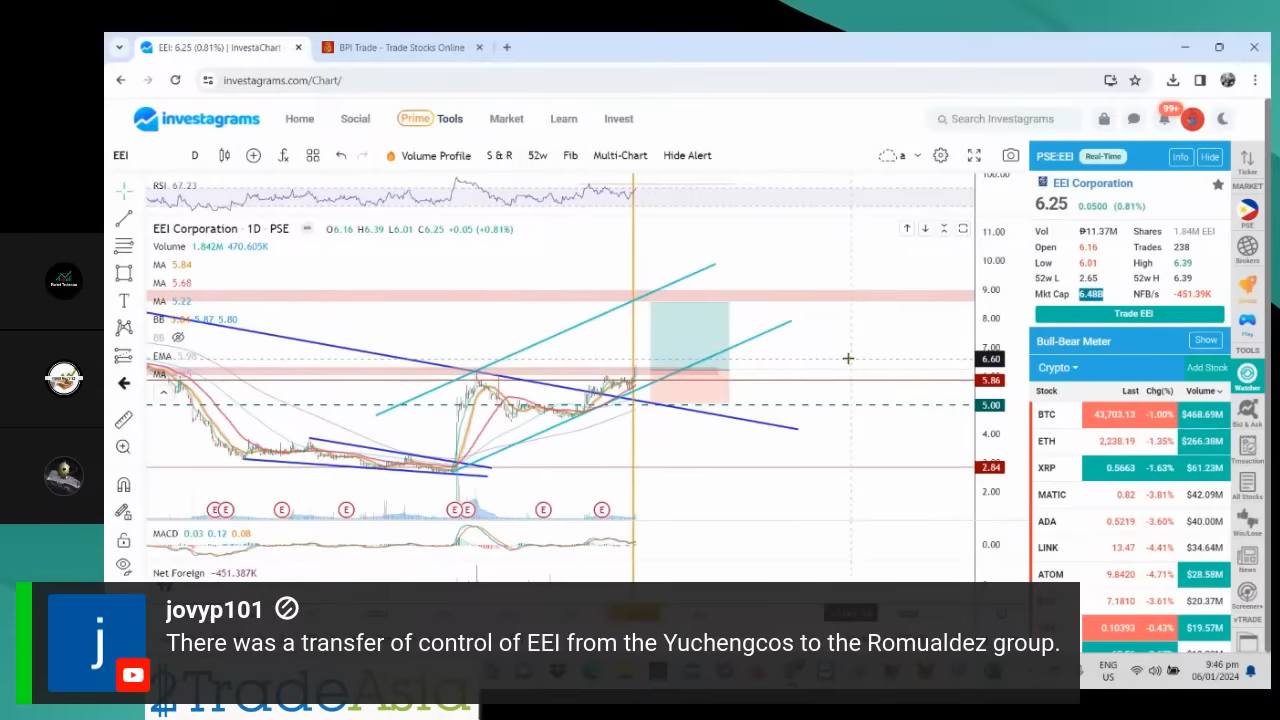 EEI: 6.25 (0.81%) | InvestaChart
BPI Trade - Trade Stocks Online
investagrams.com/Chart/
investagrams
Home
Social
Prime Tools
Market
Learn
Invest
Search Investagrams
99+
EEI
D
Volume Profile
S & R
52w
Fib
Multi-Chart
Hide Alert
a
RSI 67.23
EEI Corporation · 1D · PSE
O6.16 H6.39 L6.01 C6.25 +0.05 (+0.81%)
Volume 1.842M 470.605K
MA 5.84
MA 5.68
MA 5.22
BB 5.84 5.87 5.80
BB
EMA 5.98
MA
E E E E E E E E
MACD 0.03 0.12 0.08
Net Foreign -451.387K
100.00
11.00
10.00
9.00
8.00
7.00
6.60
5.86
5.00
4.00
2.84
2.00
0.00
PSE:EEI
Real-Time
Info
Hide
EEI Corporation
6.25 0.0500 (0.81%)
Vol ₱11.37M Shares 1.84M EEI
Open 6.16 Trades 238
Low 6.01 High 6.39
52w L 2.65 52w H 6.39
Mkt Cap 6.48B NFB/s -451.39K
Trade EEI
Bull-Bear Meter
Show
Crypto
Add Stock
Stock Last Chg(%) Volume
BTC 43,703.13 -1.00% $468.69M
ETH 2,238.19 -1.35% $266.38M
XRP 0.5663 -1.63% $61.23M
MATIC 0.82 -3.81% $42.09M
ADA 0.5219 -3.60% $40.00M
LINK 13.47 -4.41% $34.64M
ATOM 9.8420 -4.71% $28.58M
7.1810 -3.61% $20.37M
0.10393 -0.43% $19.57M
Ticker
MARKET
PSE
Brokers
Play
TOOLS
Watcher
Bid & Ask
Trnsaction
All Stocks
Win/Lose
News
Screener+
xTRADE
ENG
US
9:46 pm
06/01/2024
j
jovyp101
There was a transfer of control of EEI from the Yuchengcos to the Romualdez group.
TradeAsia